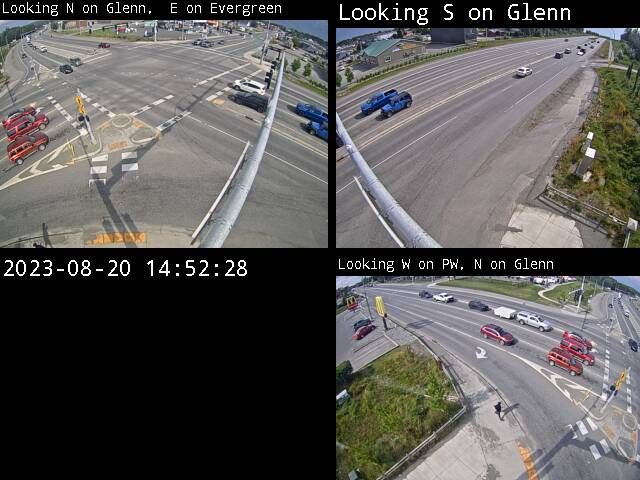 Looking N on Glenn, E on Evergreen
Looking S on Glenn
2023-08-20 14:52:28
Looking W on PW, N on Glenn